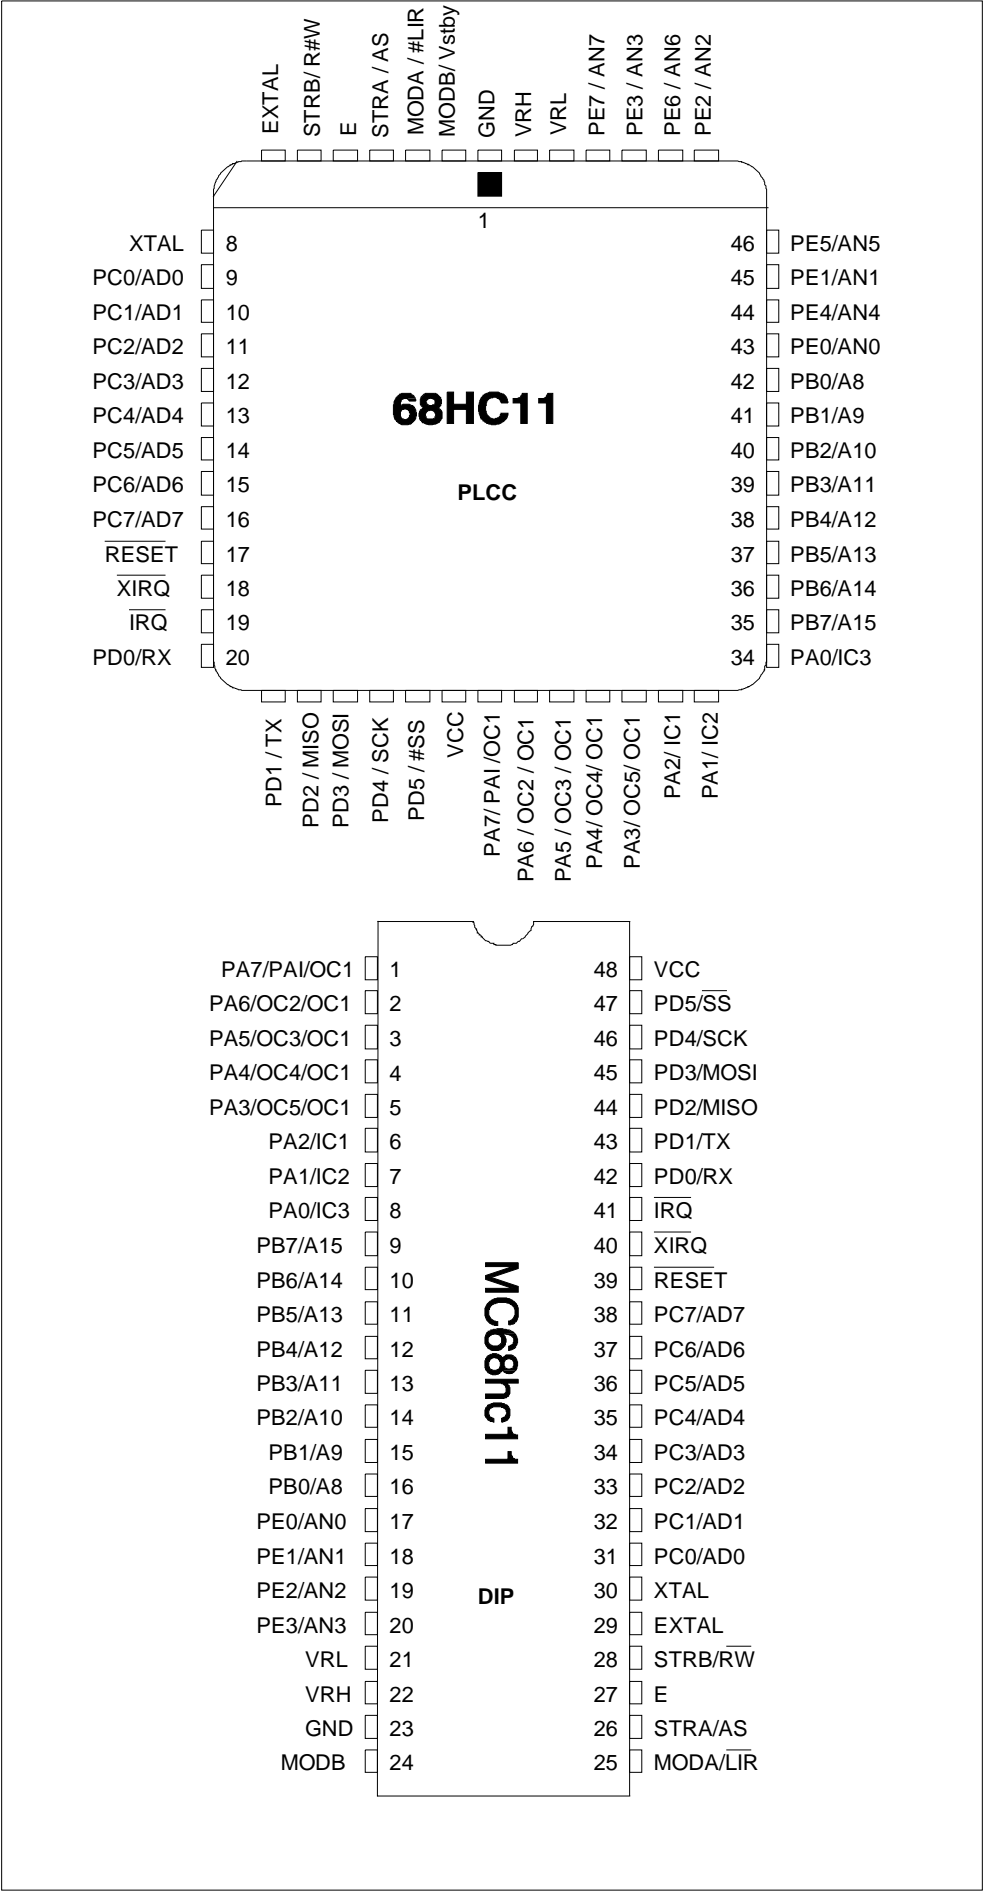 EXTAL
STRB/ R#W
E
STRA / AS
MODA / #LIR
MODB/ Vstby
GND
VRH
VRL
PE7 / AN7
PE3 / AN3
PE6 / AN6
PE2 / AN2
1
XTAL 8 46 PE5/AN5
PC0/AD0 9 45 PE1/AN1
PC1/AD1 10 44 PE4/AN4
PC2/AD2 11 43 PE0/AN0
PC3/AD3 12 42 PB0/A8
68HC11
PC4/AD4 13 41 PB1/A9
PC5/AD5 14 40 PB2/A10
PC6/AD6 15 39 PB3/A11
PLCC
PC7/AD7 16 38 PB4/A12
RESET 17 37 PB5/A13
XIRQ 18 36 PB6/A14
IRQ 19 35 PB7/A15
PD0/RX 20 34 PA0/IC3
PD1 / TX
PD2 / MISO
PD3 / MOSI
PD4 / SCK
PD5 / #SS
VCC
PA7/ PAI /OC1
PA6 / OC2 / OC1
PA5 / OC3 / OC1
PA4/ OC4/ OC1
PA3/ OC5/ OC1
PA2/ IC1
PA1/ IC2
PA7/PAI/OC1 1 48 VCC
PA6/OC2/OC1 2 47 PD5/SS
PA5/OC3/OC1 3 46 PD4/SCK
PA4/OC4/OC1 4 45 PD3/MOSI
PA3/OC5/OC1 5 44 PD2/MISO
PA2/IC1 6 43 PD1/TX
PA1/IC2 7 42 PD0/RX
PA0/IC3 8 41 IRQ
PB7/A15 9 40 XIRQ
PB6/A14 10 39 RESET
PB5/A13 11 38 PC7/AD7
PB4/A12 12 37 PC6/AD6
MC68hc11
PB3/A11 13 36 PC5/AD5
PB2/A10 14 35 PC4/AD4
PB1/A9 15 34 PC3/AD3
PB0/A8 16 33 PC2/AD2
PE0/AN0 17 32 PC1/AD1
PE1/AN1 18 31 PC0/AD0
PE2/AN2 19 30 XTAL
DIP
PE3/AN3 20 29 EXTAL
VRL 21 28 STRB/RW
VRH 22 27 E
GND 23 26 STRA/AS
MODB 24 25 MODA/LIR